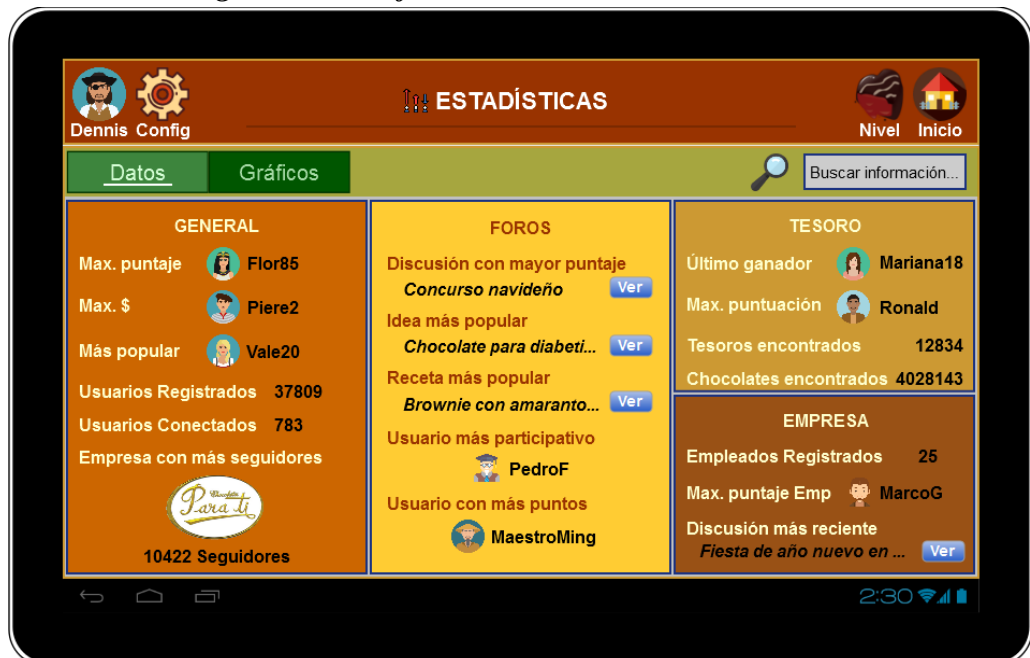 ESTADÍSTICAS
Dennis Config
Nivel Inicio
Datos
Gráficos
Buscar información...
GENERAL
Max. puntaje Flor85
Max. $ Piere2
Más popular Vale20
Usuarios Registrados 37809
Usuarios Conectados 783
Empresa con más seguidores
Chocolates
Para ti
10422 Seguidores
FOROS
Discusión con mayor puntaje
Concurso navideño Ver
Idea más popular
Chocolate para diabeti... Ver
Receta más popular
Brownie con amaranto... Ver
Usuario más participativo
PedroF
Usuario con más puntos
MaestroMing
TESORO
Último ganador Mariana18
Max. puntuación Ronald
Tesoros encontrados 12834
Chocolates encontrados 4028143
EMPRESA
Empleados Registrados 25
Max. puntaje Emp MarcoG
Discusión más reciente
Fiesta de año nuevo en ... Ver
2:30